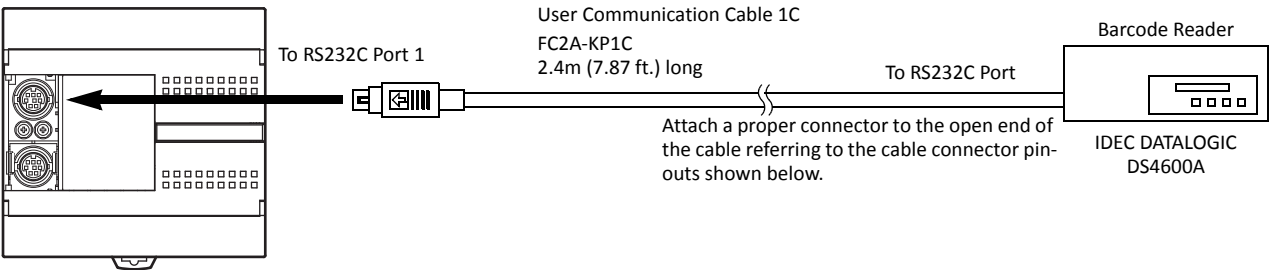 User Communication Cable 1C
To RS232C Port 1
FC2A-KP1C
2.4m (7.87 ft.) long
Barcode Reader
To RS232C Port
Attach a proper connector to the open end of
the cable referring to the cable connector pin-
outs shown below.
IDEC DATALOGIC
DS4600A